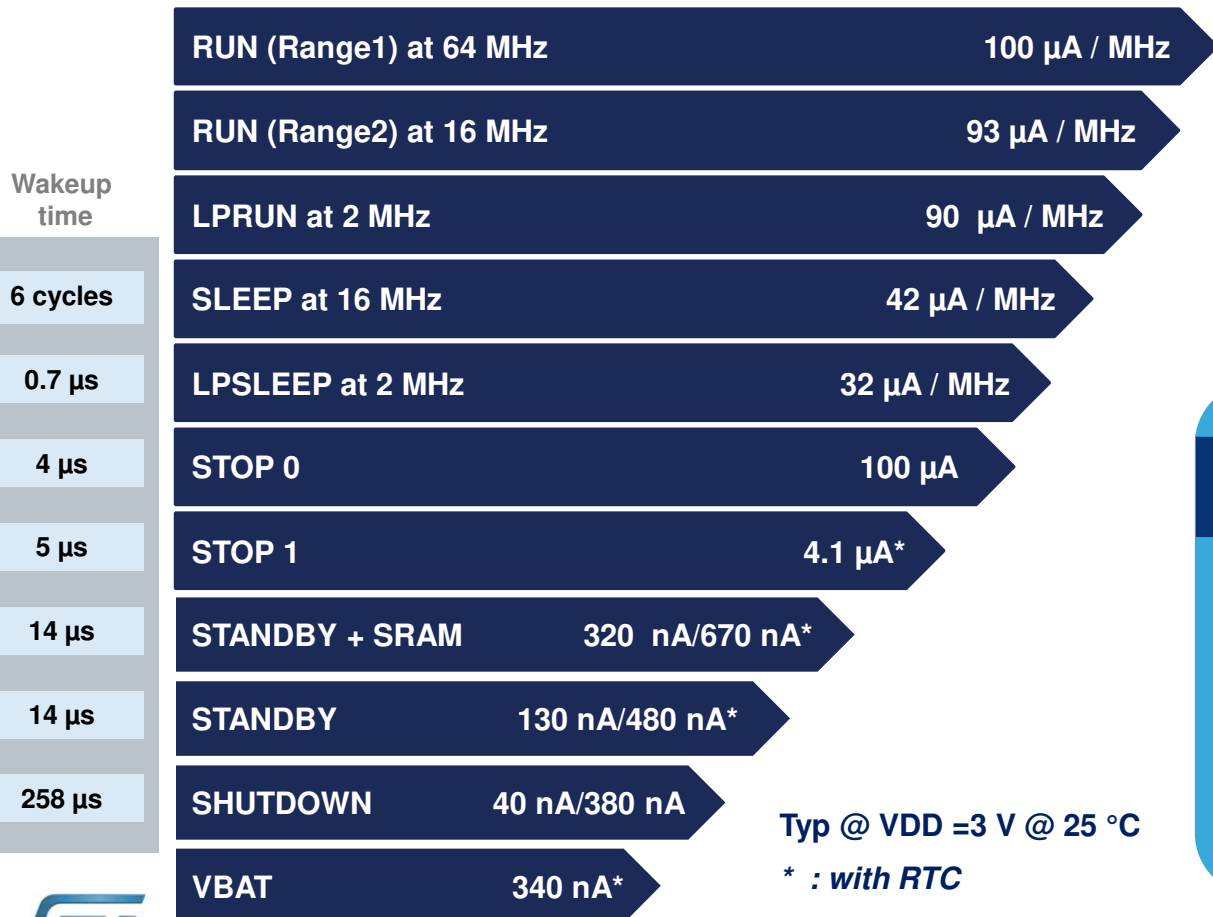 RUN (Range1) at 64 MHz 100 µA / MHz
RUN (Range2) at 16 MHz 93 µA / MHz
Wakeup
time
LPRUN at 2 MHz 90 µA / MHz
6 cycles SLEEP at 16 MHz 42 µA / MHz
0.7 µs LPSLEEP at 2 MHz 32 µA / MHz
4 µs STOP 0 100 µA
5 µs STOP 1 4.1 µA*
14 µs STANDBY + SRAM 320 nA/670 nA*
14 µs STANDBY 130 nA/480 nA*
258 µs SHUTDOWN 40 nA/380 nA
Typ @ VDD =3 V @ 25 °C
VBAT 340 nA*
* : with RTC